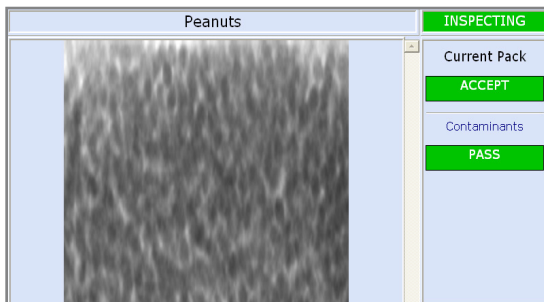 Peanuts
INSPECTING
Current Pack
ACCEPT
Contaminants
PASS